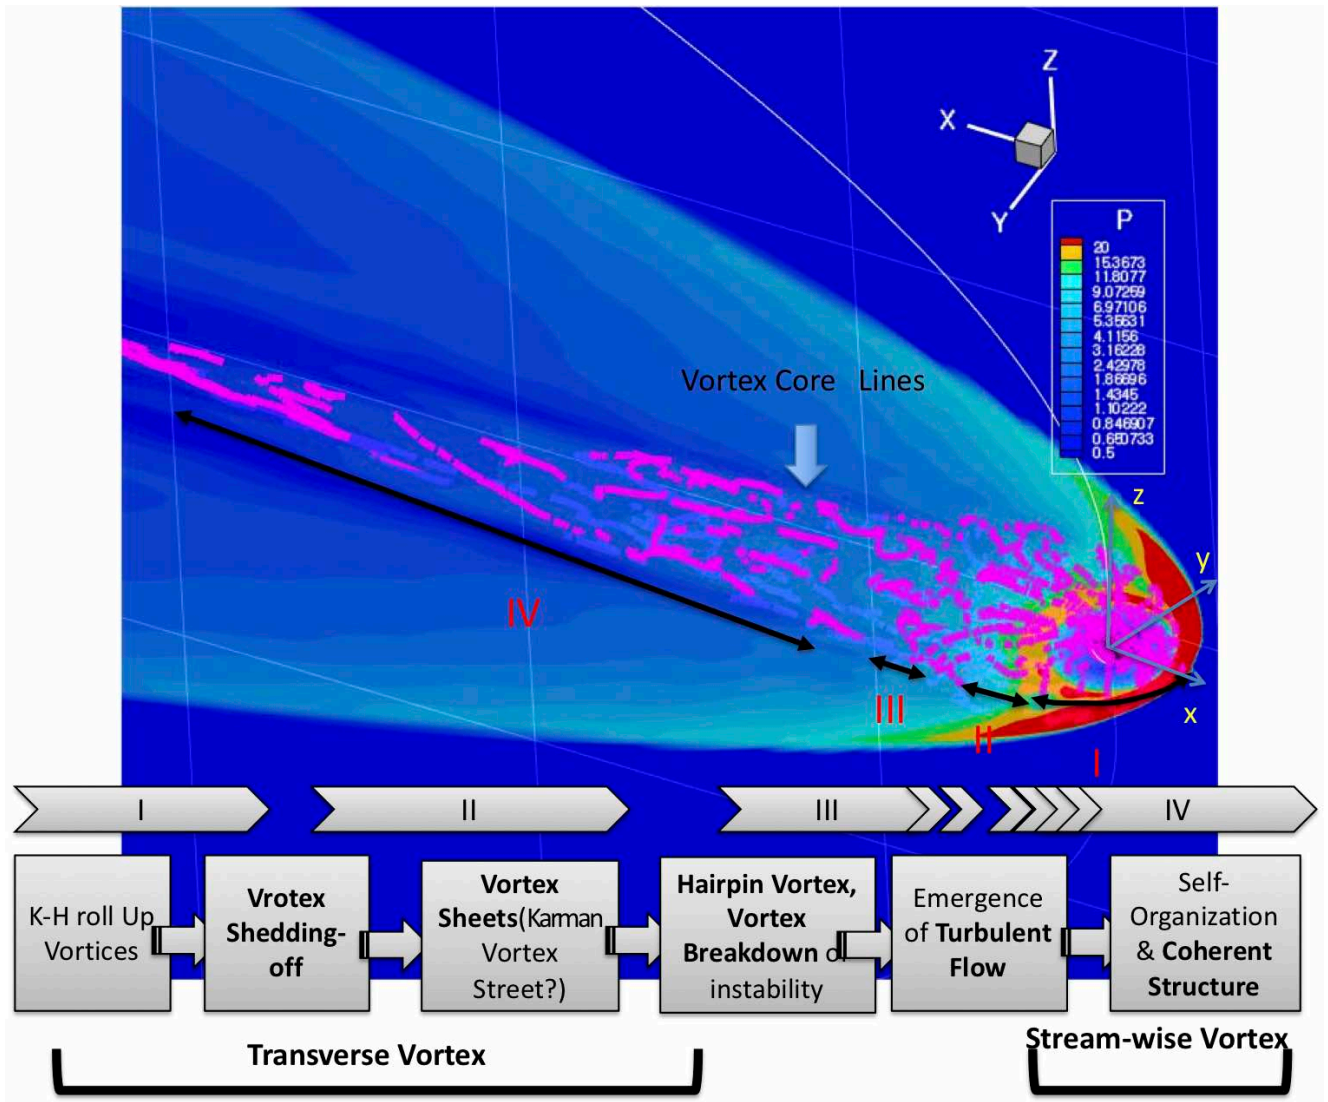 Z
X
Y
P
20
15.3673
11.8077
9.07259
6.97106
5.35631
4.1156
3.16228
2.42978
1.86696
1.4345
1.10222
0.846907
0.650733
0.5
Vortex Core Lines
z
y
x
IV
III
II
I
I
II
III
IV
K-H roll Up
Vortices
Vrotex
Shedding-
off
Vortex
Sheets(Karman
Vortex
Street?)
Hairpin Vortex,
Vortex
Breakdown or
instability
Emergence
of Turbulent
Flow
Self-
Organization
& Coherent
Structure
Transverse Vortex
Stream-wise Vortex